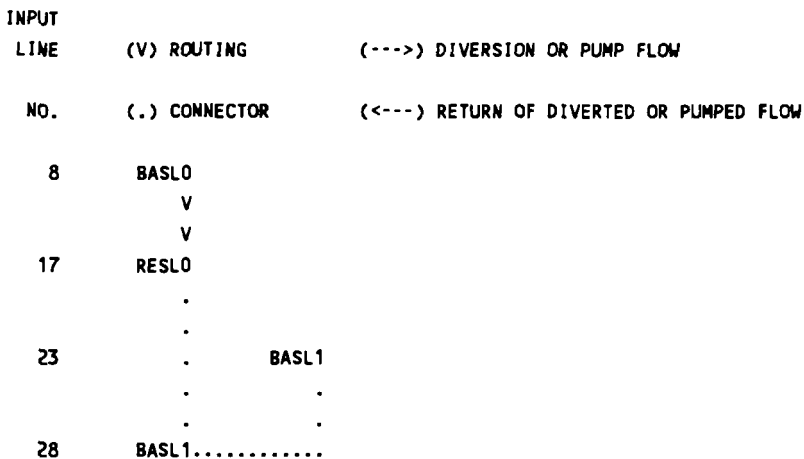 INPUT
LINE (V) ROUTING (--->) DIVERSION OR PUMP FLOW
NO. (.) CONNECTOR (<---) RETURN OF DIVERTED OR PUMPED FLOW
8 BASL0
V
V
17 RESL0
.
.
23 . BASL1
. .
. .
28 BASL1............